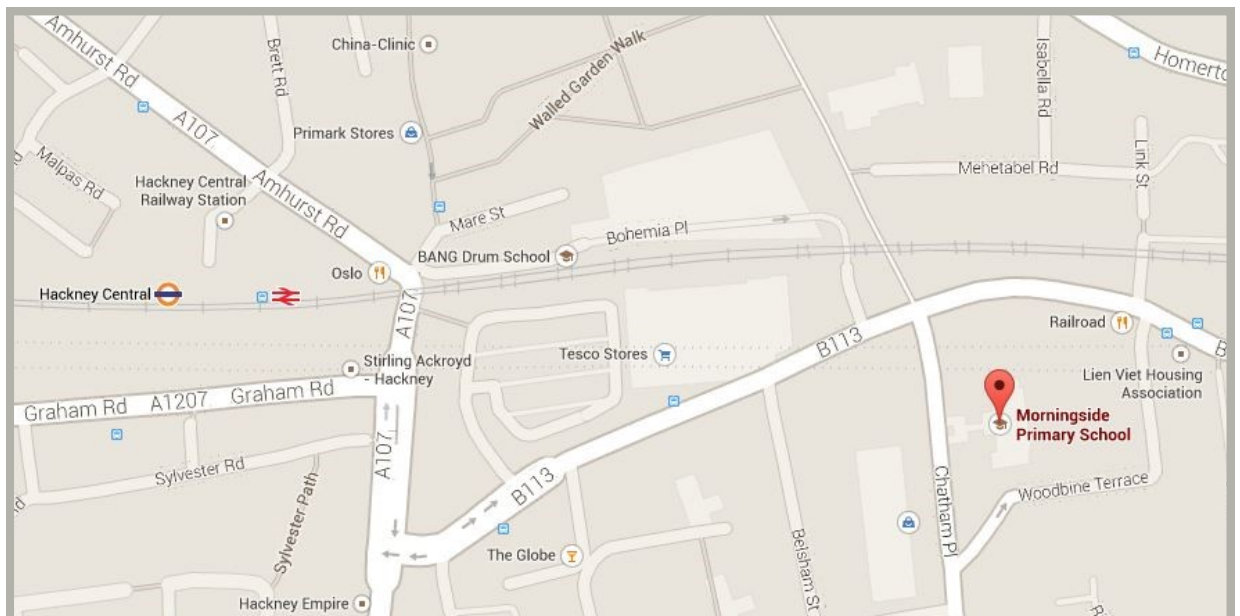 Amhurst Rd
Brett Rd
China-Clinic
Walled Garden Walk
Isabella Rd
Homerto
A107
Primark Stores
Malpas Rd
Hackney Central
Railway Station
Amhurst Rd
Mare St
Bohemia Pl
Mehetabel Rd
Link St
BANG Drum School
Oslo
Hackney Central
A107
Stirling Ackroyd
- Hackney
Tesco Stores
B113
Railroad
B
Lien Viet Housing
Association
Graham Rd
A1207
Graham Rd
Morningside
Primary School
A107
Sylvester Rd
Sylvester Path
B113
Chatham Pl
Woodbine Terrace
The Globe
Belsham St
Hackney Empire